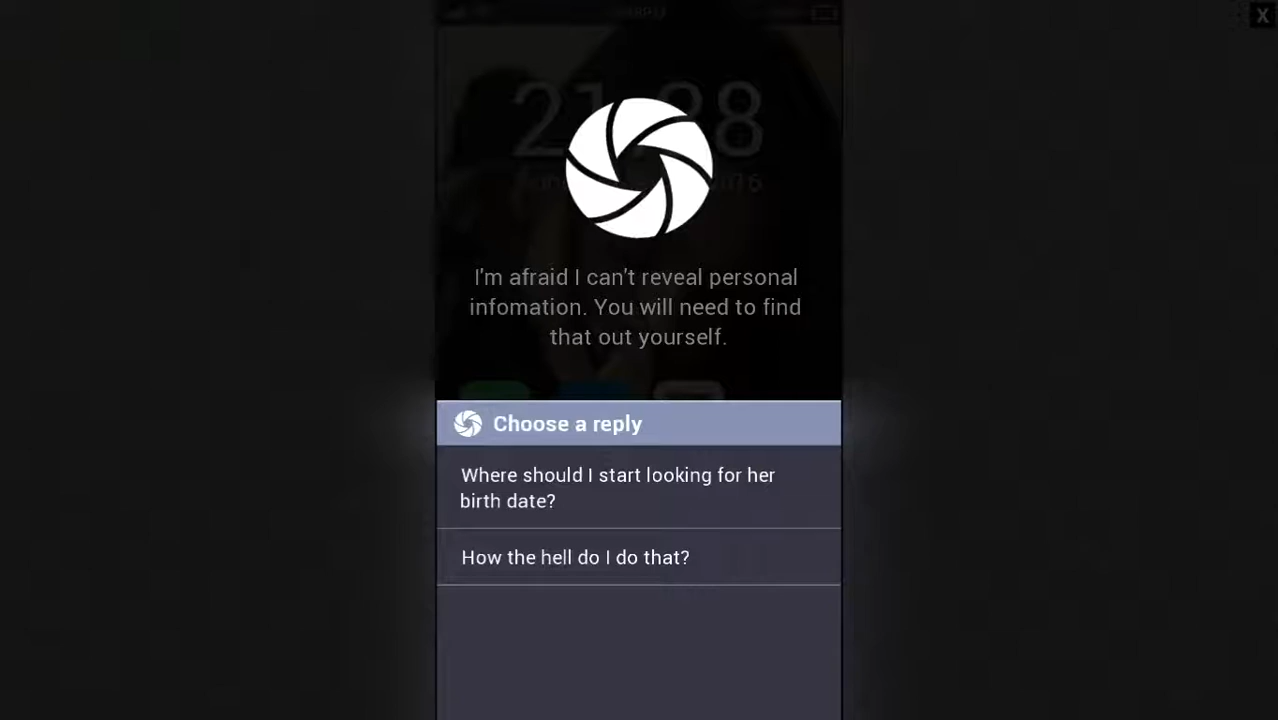 X
I'm afraid I can't reveal personal
infomation. You will need to find
that out yourself.
Choose a reply
Where should I start looking for her
birth date?
How the hell do I do that?